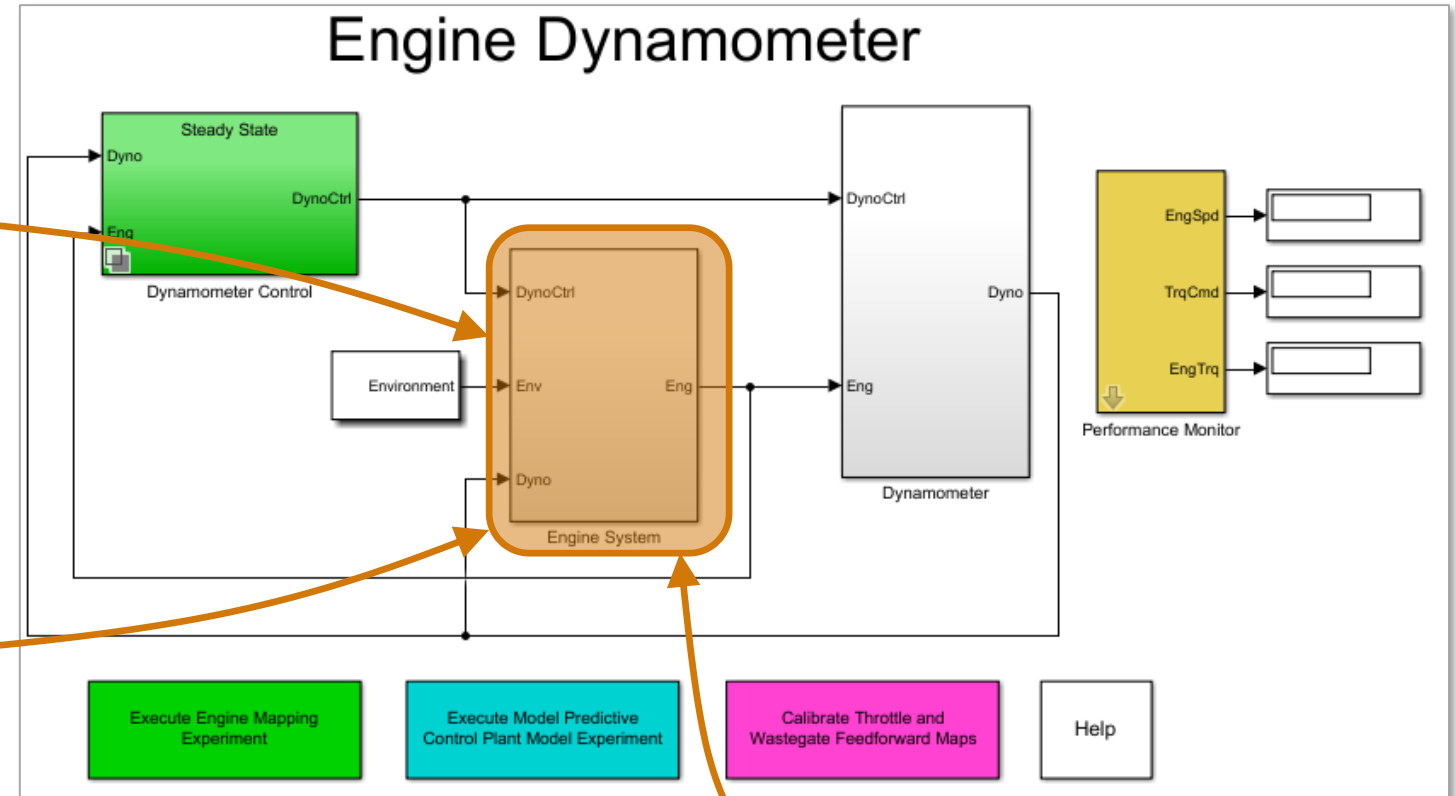 Engine Dynamometer
Steady State
Dyno
DynoCtrl
Eng
Dynamometer Control
DynoCtrl
Env
Eng
Dyno
Engine System
Environment
DynoCtrl
Dyno
Eng
Dynamometer
EngSpd
TrqCmd
EngTrq
Performance Monitor
Execute Engine Mapping
Experiment
Execute Model Predictive
Control Plant Model Experiment
Calibrate Throttle and
Wastegate Feedforward Maps
Help